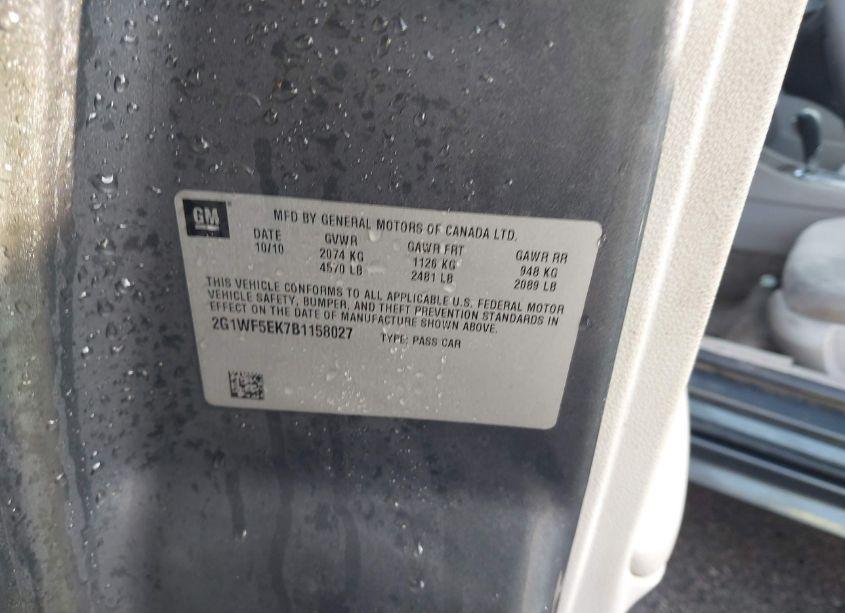 GM
MFD BY GENERAL MOTORS OF CANADA LTD.
DATE GVWR GAWR FRT GAWR RR
10/10 2074 KG 1126 KG 948 KG
4570 LB 2481 LB 2089 LB
THIS VEHICLE CONFORMS TO ALL APPLICABLE U.S. FEDERAL MOTOR
VEHICLE SAFETY, BUMPER, AND THEFT PREVENTION STANDARDS IN
EFFECT ON THE DATE OF MANUFACTURE SHOWN ABOVE.
2G1WF5EK7B1158027 TYPE: PASS CAR